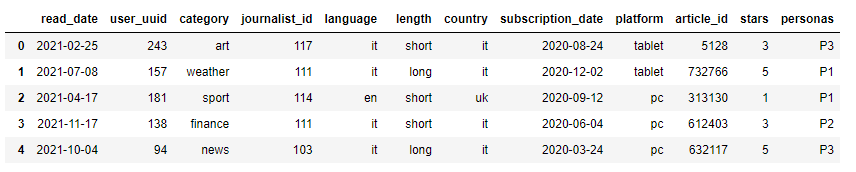 read_date user_uuid category journalist_id language length country subscription_date platform article_id stars personas
0 2021-02-25 243 art 117 it short it 2020-08-24 tablet 5128 3 P3
1 2021-07-08 157 weather 111 it long it 2020-12-02 tablet 732766 5 P1
2 2021-04-17 181 sport 114 en short uk 2020-09-12 pc 313130 1 P1
3 2021-11-17 138 finance 111 it short it 2020-06-04 pc 612403 3 P2
4 2021-10-04 94 news 103 it long it 2020-03-24 pc 632117 5 P3